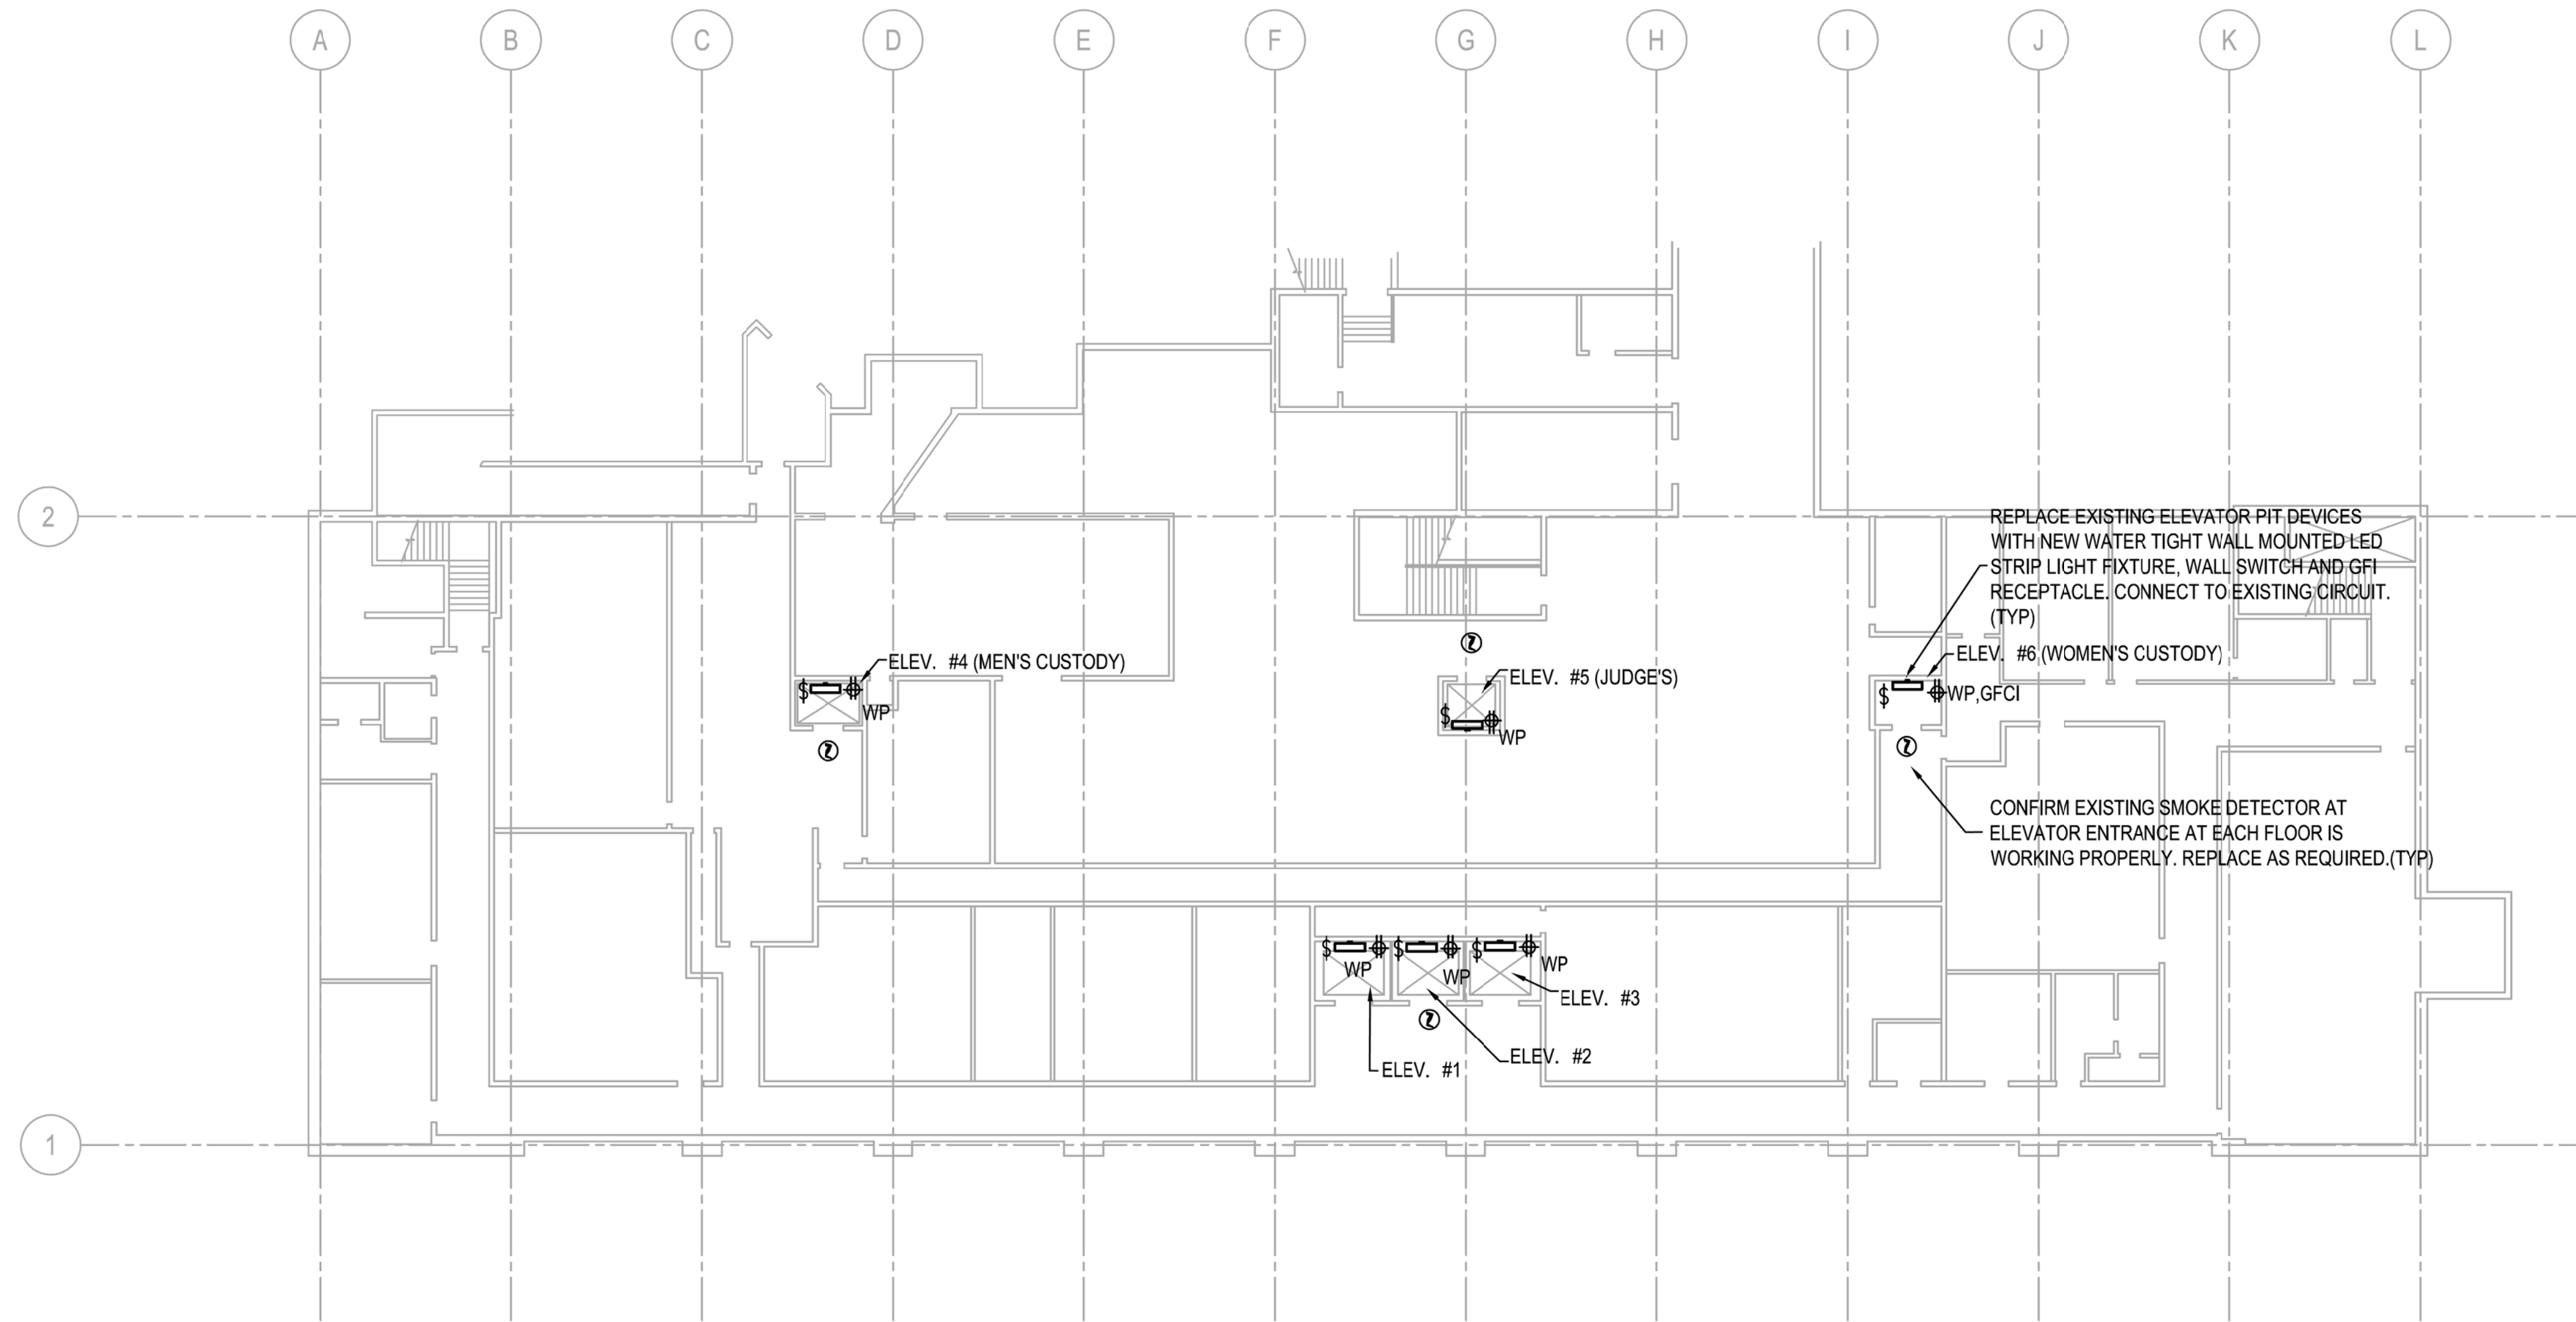 A B C D E F G H I J K L
2
REPLACE EXISTING ELEVATOR PIT DEVICES
WITH NEW WATER TIGHT WALL MOUNTED LED
STRIP LIGHT FIXTURE, WALL SWITCH AND GFI
RECEPTACLE. CONNECT TO EXISTING CIRCUIT.
(TYP)
ELEV. #4 (MEN'S CUSTODY)
ELEV. #5 (JUDGE'S)
ELEV. #6 (WOMEN'S CUSTODY)
$
WP
$
WP
$
WP,GFCI
CONFIRM EXISTING SMOKE DETECTOR AT
ELEVATOR ENTRANCE AT EACH FLOOR IS
WORKING PROPERLY. REPLACE AS REQUIRED.(TYP)
$
WP
$
WP
$
WP
ELEV. #3
ELEV. #2
ELEV. #1
1